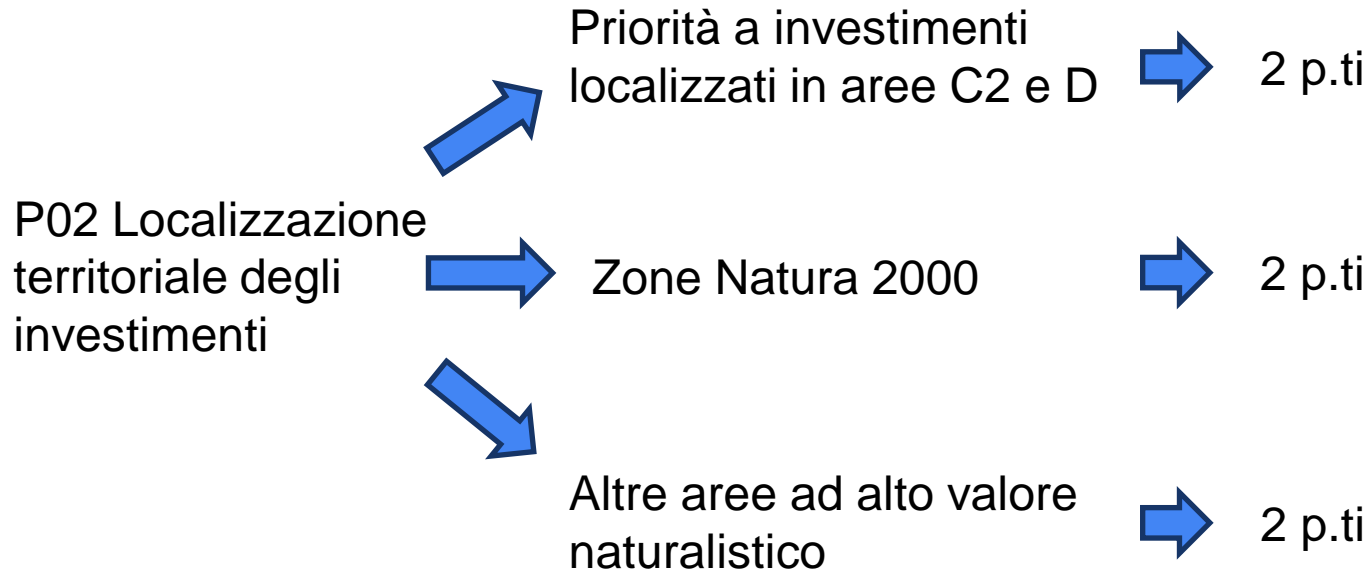 Priorità a investimenti
localizzati in aree C2 e D
2 p.ti
P02 Localizzazione
territoriale degli
investimenti
Zone Natura 2000
2 p.ti
Altre aree ad alto valore
naturalistico
2 p.ti